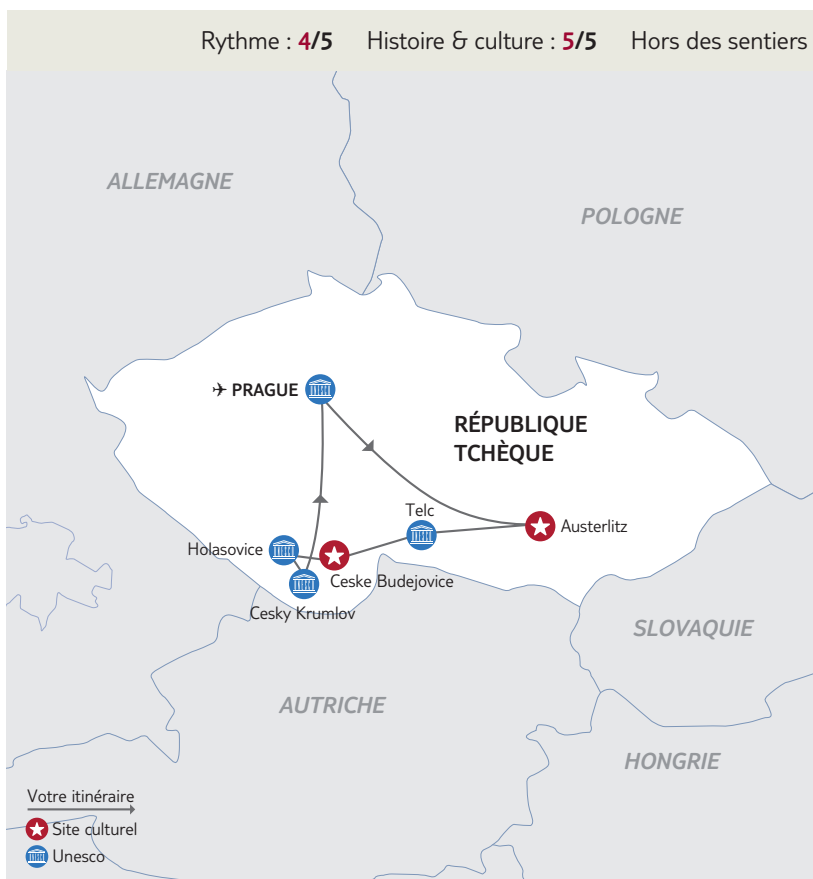 Rythme : 4/5 Histoire & culture : 5/5 Hors des sentiers
ALLEMAGNE
POLOGNE
✈ PRAGUE
RÉPUBLIQUE
TCHÈQUE
Telc
Austerlitz
Holasovice
Ceske Budejovice
Cesky Krumlov
SLOVAQUIE
AUTRICHE
HONGRIE
Votre itinéraire
Site culturel
Unesco